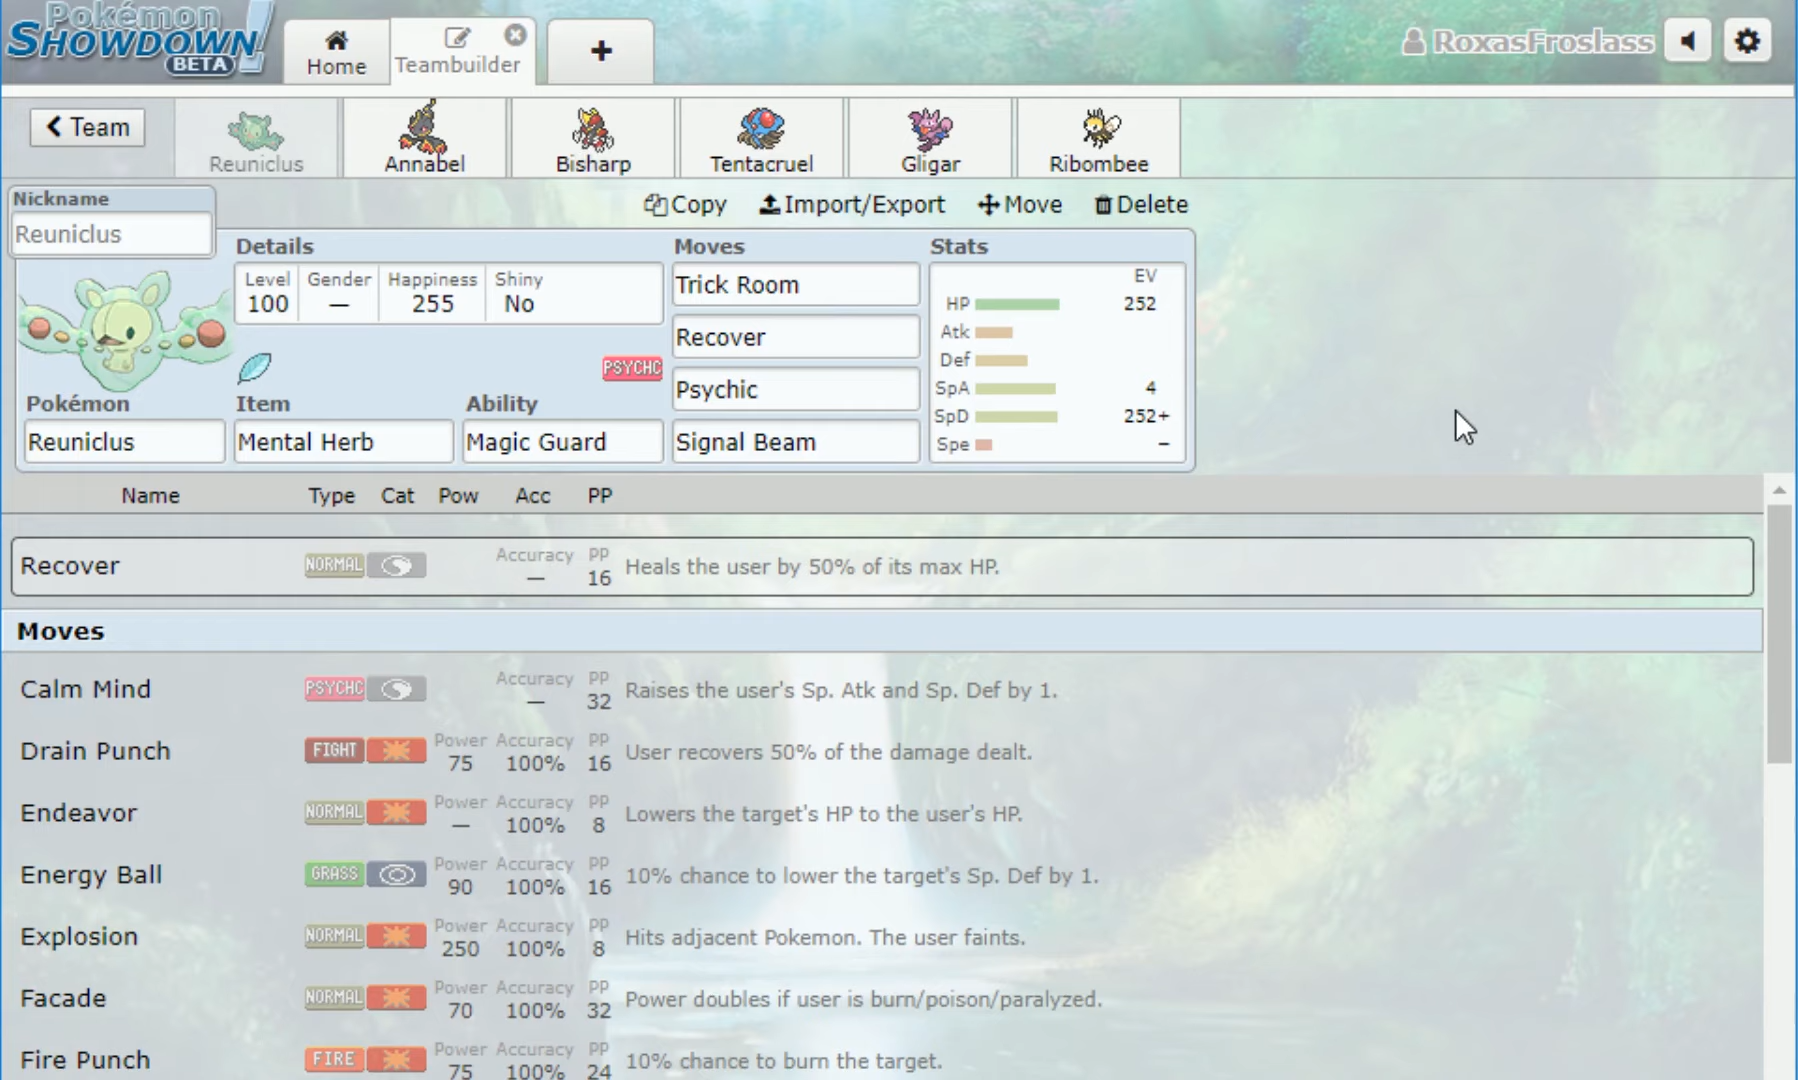 Pokémon
SHOWDOWN!
BETA
Home
Teambuilder
RoxasFroslass
Team
Reuniclus
Annabel
Bisharp
Tentacruel
Gligar
Ribombee
Nickname
Reuniclus
Copy
Import/Export
Move
Delete
Details
Moves
Stats
Level
Gender
Happiness
Shiny
100
—
255
No
Trick Room
Recover
Psychic
Signal Beam
EV
HP 252
Atk
Def
SpA 4
SpD 252+
Spe −
PSYCHC
Pokémon
Item
Ability
Reuniclus
Mental Herb
Magic Guard
Name Type Cat Pow Acc PP
Recover NORMAL Accuracy — PP 16 Heals the user by 50% of its max HP.
Moves
Calm Mind PSYCHC Accuracy — PP 32 Raises the user's Sp. Atk and Sp. Def by 1.
Drain Punch FIGHT Power 75 Accuracy 100% PP 16 User recovers 50% of the damage dealt.
Endeavor NORMAL Power — Accuracy 100% PP 8 Lowers the target's HP to the user's HP.
Energy Ball GRASS Power 90 Accuracy 100% PP 16 10% chance to lower the target's Sp. Def by 1.
Explosion NORMAL Power 250 Accuracy 100% PP 8 Hits adjacent Pokemon. The user faints.
Facade NORMAL Power 70 Accuracy 100% PP 32 Power doubles if user is burn/poison/paralyzed.
Fire Punch FIRE Power 75 Accuracy 100% PP 24 10% chance to burn the target.